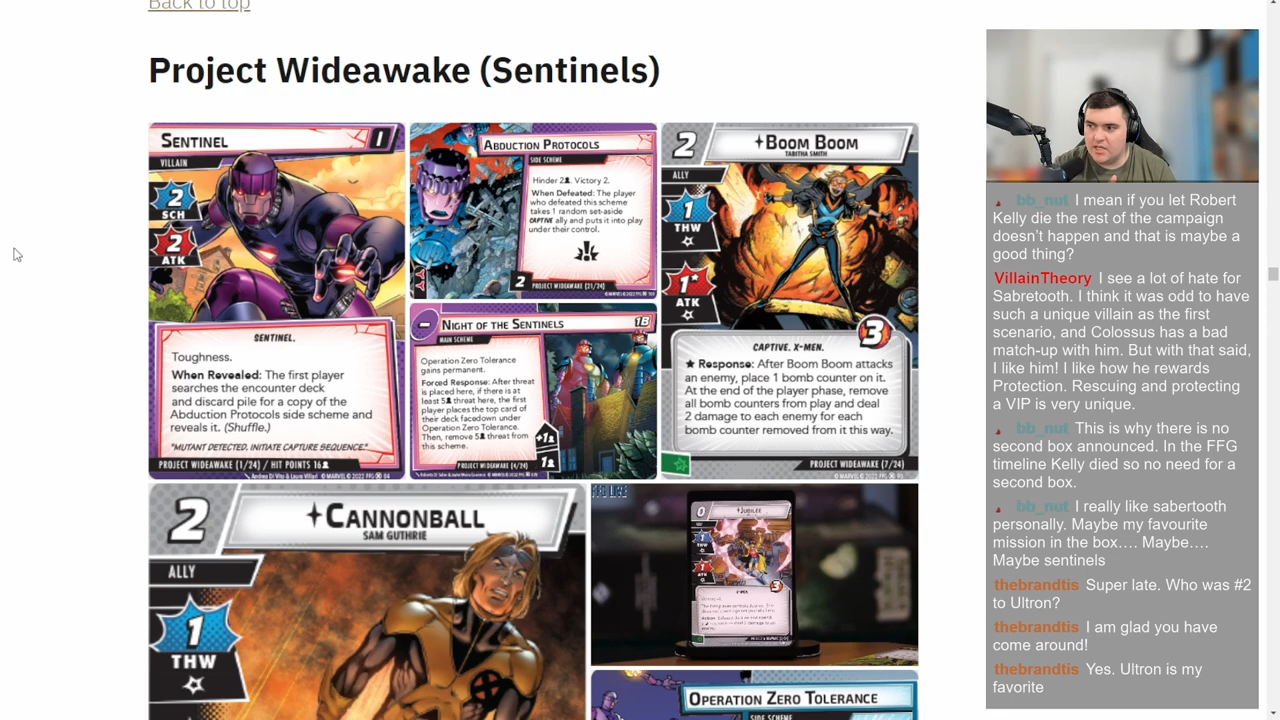 Back to top
Project Wideawake (Sentinels)
SENTINEL
1
VILLAIN
2
SCH
2
ATK
SENTINEL.
Toughness.
When Revealed: The first player
searches the encounter deck
and discard pile for a copy of the
Abduction Protocols side scheme and
reveals it. (Shuffle.)
"MUTANT DETECTED. INITIATE CAPTURE SEQUENCE."
PROJECT WIDEAWAKE (1/24) / HIT POINTS 16
ABDUCTION PROTOCOLS
SIDE SCHEME
Hinder 2. Victory 2.
When Defeated: The player
who defeated this scheme
takes 1 random set-aside
CAPTIVE ally and puts it into play
under their control.
2
PROJECT WIDEAWAKE (21/24)
NIGHT OF THE SENTINELS
1B
MAIN SCHEME
Operation Zero Tolerance
gains permanent.
Forced Response: After threat
is placed here, if there is at
least 5 threat here, the first
player places the top card of
their deck facedown under
Operation Zero Tolerance.
Then, remove 5 threat from
this scheme.
+1
1
PROJECT WIDEAWAKE (4/24)
2
BOOM BOOM
TABITHA SMITH
ALLY
1
THW
1
ATK
3
CAPTIVE. X-MEN.
★ Response: After Boom Boom attacks
an enemy, place 1 bomb counter on it.
At the end of the player phase, remove
all bomb counters from play and deal
2 damage to each enemy for each
bomb counter removed from it this way.
PROJECT WIDEAWAKE (7/24)
2
CANNONBALL
SAM GUTHRIE
ALLY
1
THW
0
JUBILEE
1
THW
1
ATK
3
OPERATION ZERO TOLERANCE
SIDE SCHEME
bb_nut I mean if you let Robert
Kelly die the rest of the campaign
doesn't happen and that is maybe a
good thing?
VillainTheory I see a lot of hate for
Sabretooth. I think it was odd to have
such a unique villain as the first
scenario, and Colossus has a bad
match-up with him. But with that said,
I like him! I like how he rewards
Protection. Rescuing and protecting
a VIP is very unique.
bb_nut This is why there is no
second box announced. In the FFG
timeline Kelly died so no need for a
second box.
bb_nut I really like sabertooth
personally. Maybe my favourite
mission in the box.... Maybe....
Maybe sentinels
thebrandtis Super late. Who was #2
to Ultron?
thebrandtis I am glad you have
come around!
thebrandtis Yes. Ultron is my
favorite